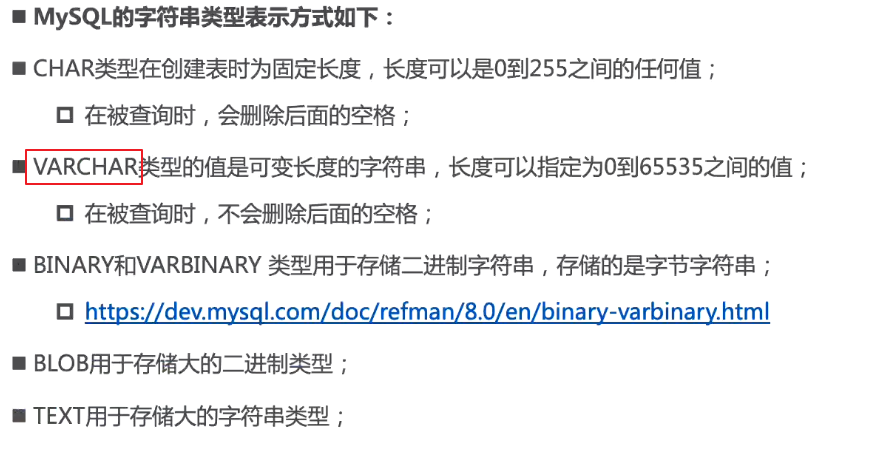 MySQL的字符串类型表示方式如下：
CHAR类型在创建表时为固定长度，长度可以是0到255之间的任何值；
在被查询时，会删除后面的空格；
VARCHAR类型的值是可变长度的字符串，长度可以指定为0到65535之间的值；
在被查询时，不会删除后面的空格；
BINARY和VARBINARY 类型用于存储二进制字符串，存储的是字节字符串；
https://dev.mysql.com/doc/refman/8.0/en/binary-varbinary.html
BLOB用于存储大的二进制类型；
TEXT用于存储大的字符串类型；